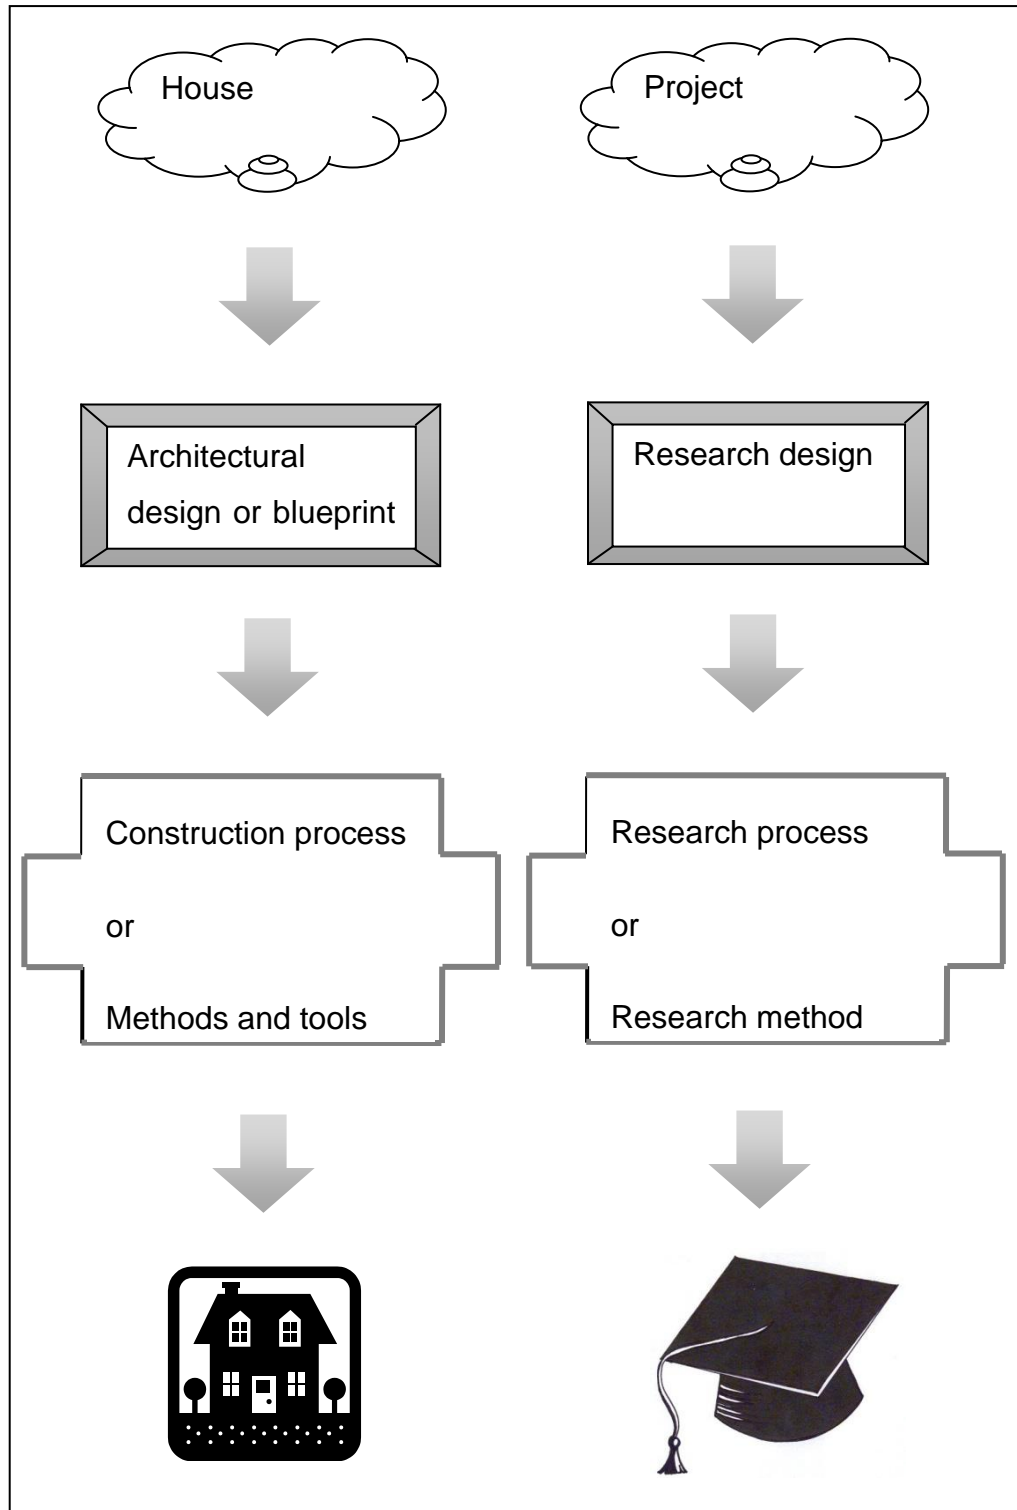 House
Project
Architectural
design or blueprint
Research design
Construction process
or
Methods and tools
Research process
or
Research method